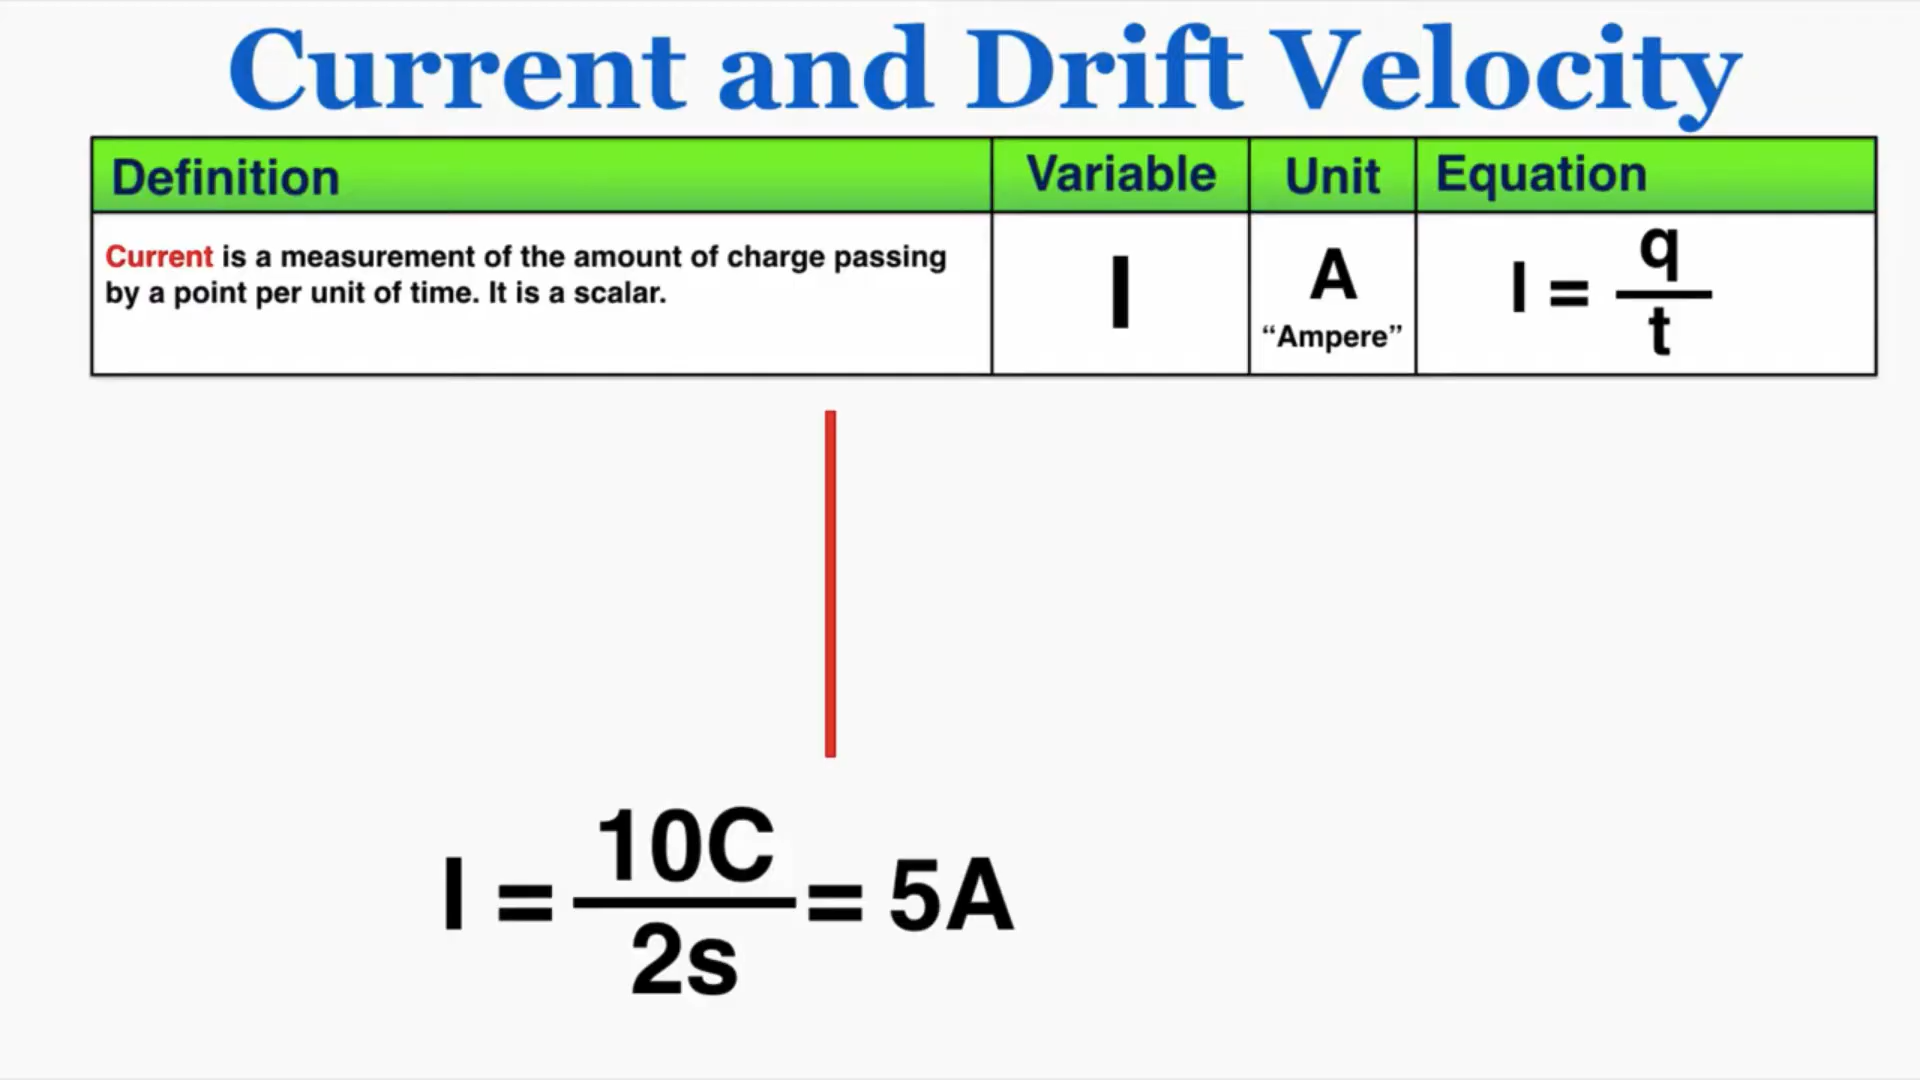 Current and Drift Velocity
Definition Variable Unit Equation
Current is a measurement of the amount of charge passing
by a point per unit of time. It is a scalar.
I
A
“Ampere”
I = q
t
I = 10C = 5A
2s